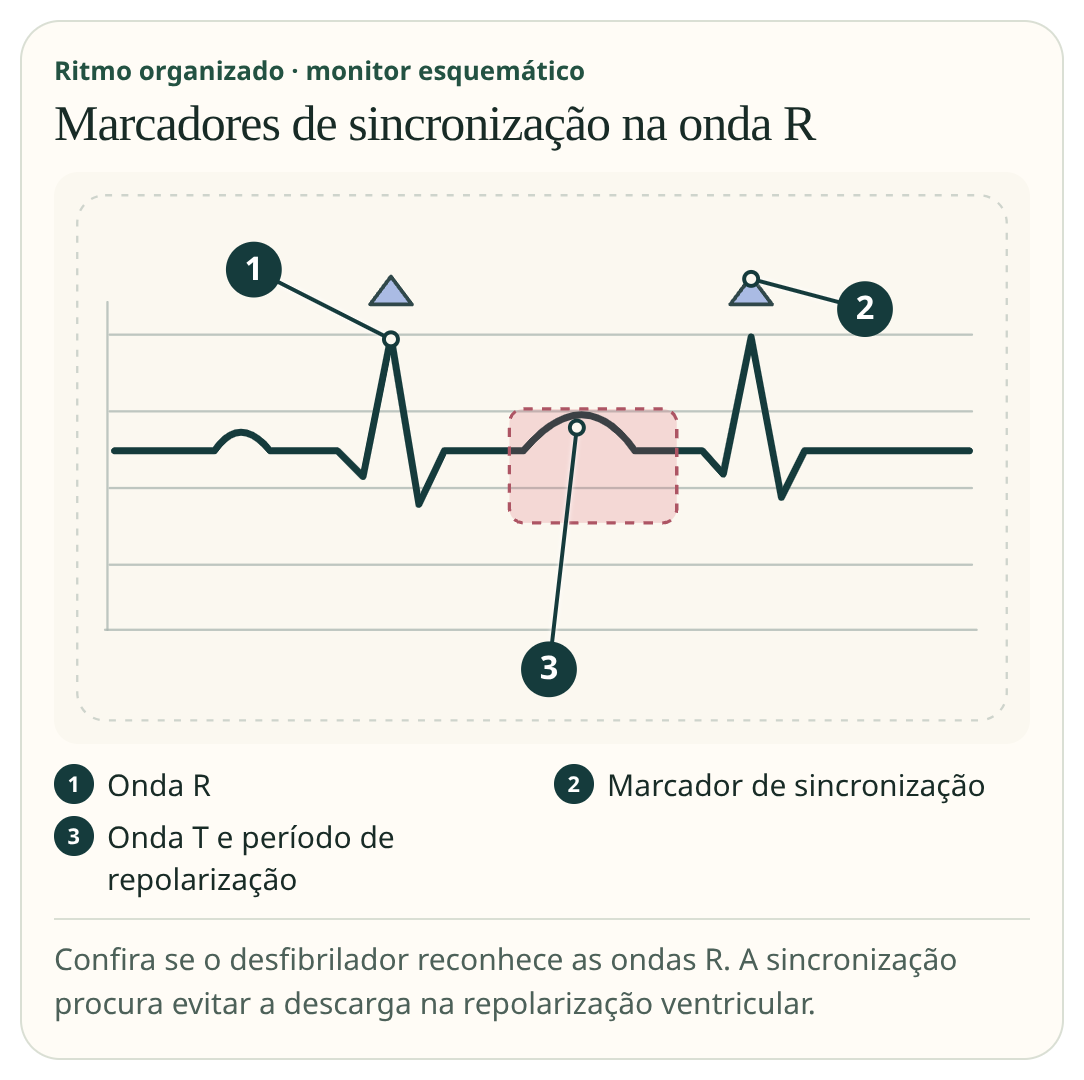 Ritmo organizado · monitor esquemático
Marcadores de sincronização na onda R
1
2
3
1 Onda R
2 Marcador de sincronização
3 Onda T e período de
repolarização
Confira se o desfibrilador reconhece as ondas R. A sincronização
procura evitar a descarga na repolarização ventricular.